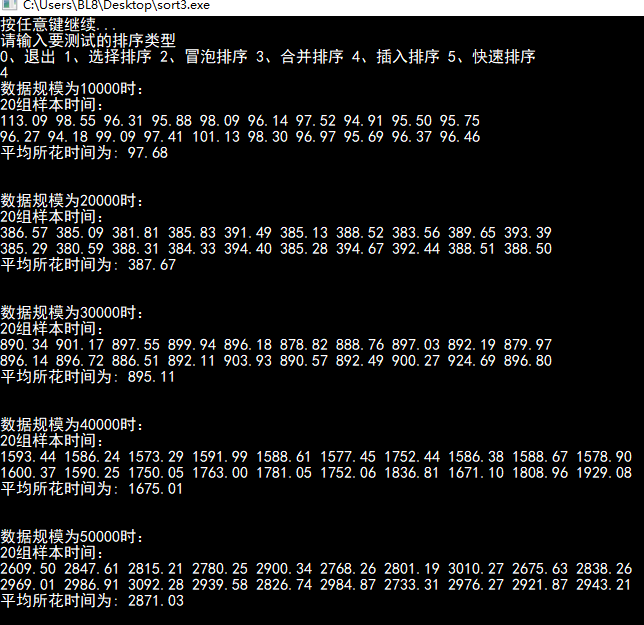 C:\Users\BL8\Desktop\sort3.exe
按任意键继续...
请输入要测试的排序类型
0、退出 1、选择排序 2、冒泡排序 3、合并排序 4、插入排序 5、快速排序
4
数据规模为10000时:
20组样本时间:
113.09 98.55 96.31 95.88 98.09 96.14 97.52 94.91 95.50 95.75
96.27 94.18 99.09 97.41 101.13 98.30 96.97 95.69 96.37 96.46
平均所花时间为: 97.68
数据规模为20000时:
20组样本时间:
386.57 385.09 381.81 385.83 391.49 385.13 388.52 383.56 389.65 393.39
385.29 380.59 388.31 384.33 394.40 385.28 394.67 392.44 388.51 388.50
平均所花时间为: 387.67
数据规模为30000时:
20组样本时间:
890.34 901.17 897.55 899.94 896.18 878.82 888.76 897.03 892.19 879.97
896.14 896.72 886.51 892.11 903.93 890.57 892.49 900.27 924.69 896.80
平均所花时间为: 895.11
数据规模为40000时:
20组样本时间:
1593.44 1586.24 1573.29 1591.99 1588.61 1577.45 1752.44 1586.38 1588.67 1578.90
1600.37 1590.25 1750.05 1763.00 1781.05 1752.06 1836.81 1671.10 1808.96 1929.08
平均所花时间为: 1675.01
数据规模为50000时:
20组样本时间:
2609.50 2847.61 2815.21 2780.25 2900.34 2768.26 2801.19 3010.27 2675.63 2838.26
2969.01 2986.91 3092.28 2939.58 2826.74 2984.87 2733.31 2976.27 2921.87 2943.21
平均所花时间为: 2871.03